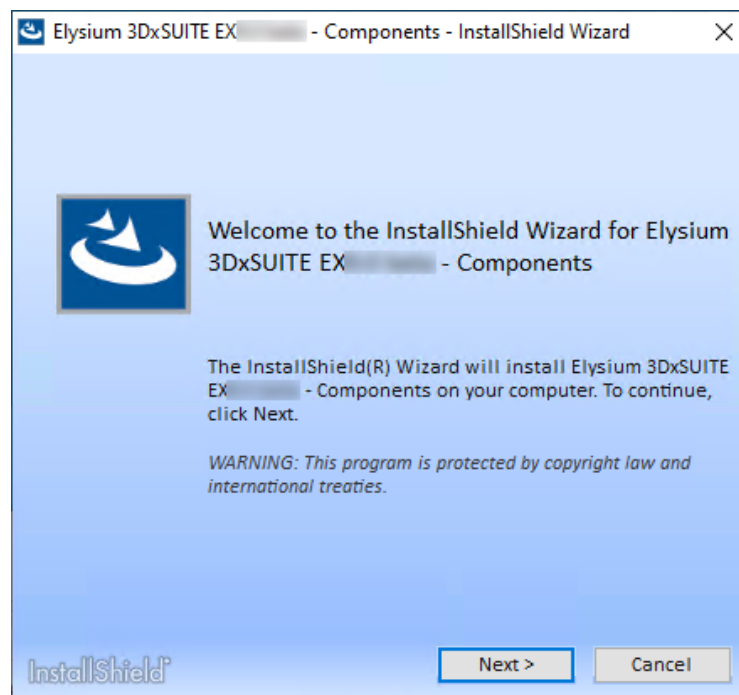 Elysium 3DxSUITE EX - Components - InstallShield Wizard
Welcome to the InstallShield Wizard for Elysium
3DxSUITE EX - Components
The InstallShield(R) Wizard will install Elysium 3DxSUITE
EX - Components on your computer. To continue,
click Next.
WARNING: This program is protected by copyright law and
international treaties.
InstallShield
Next >
Cancel